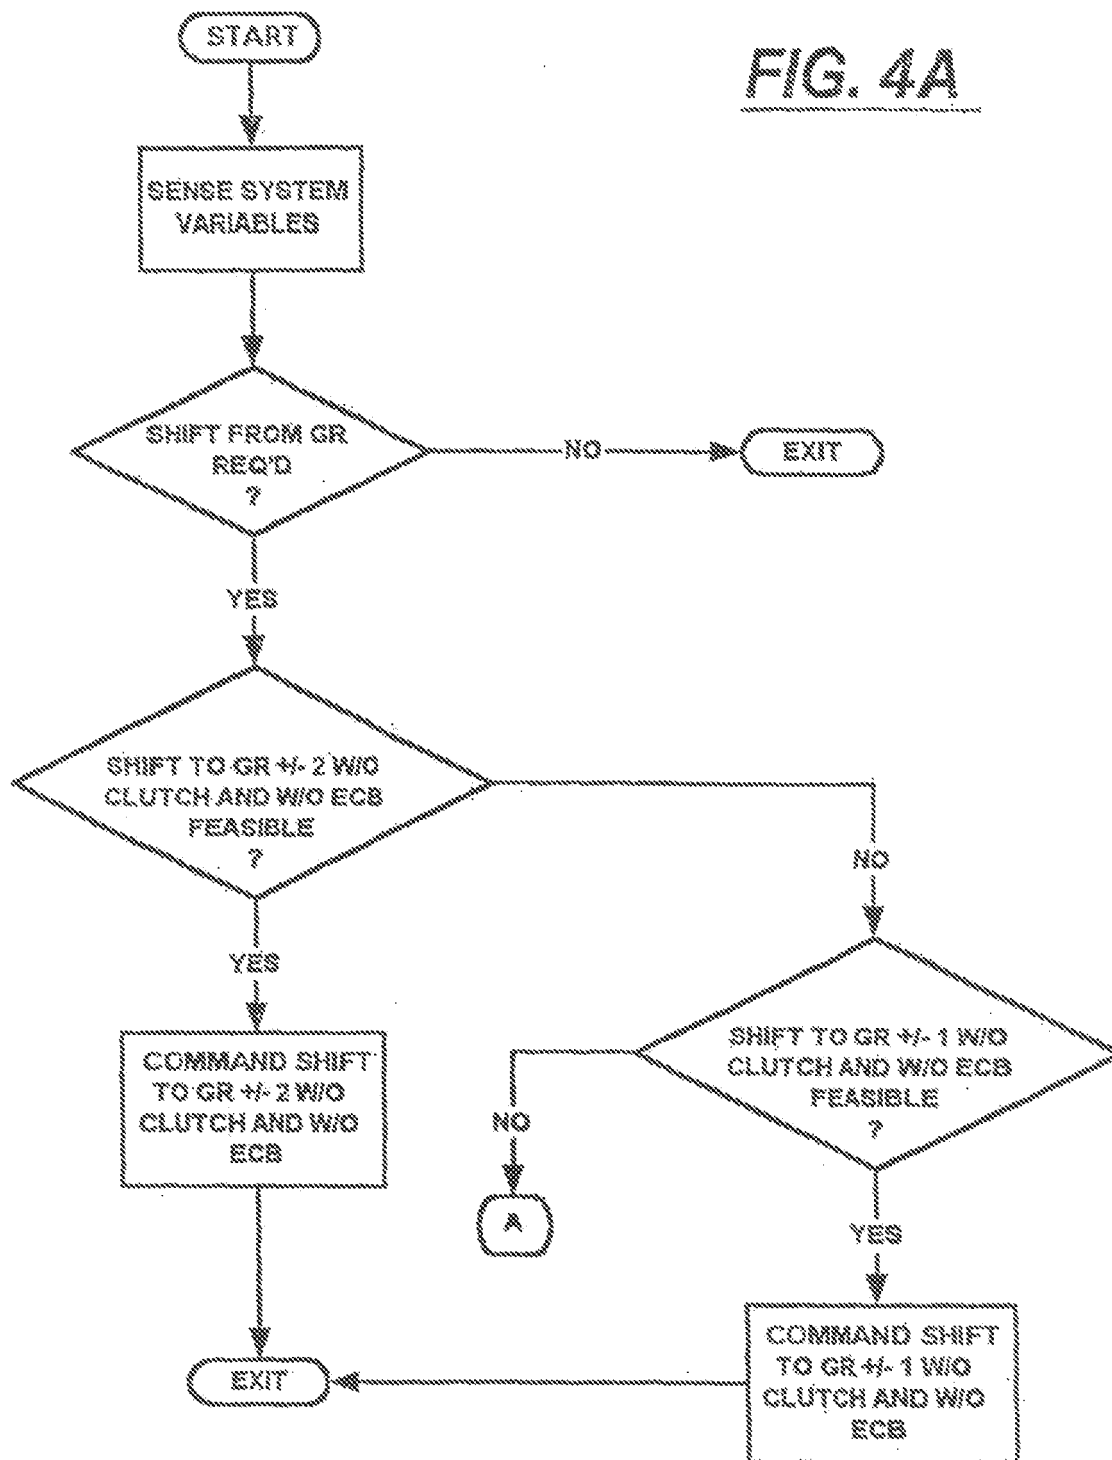 START
FIG. 4A
SENSE SYSTEM
VARIABLES
SHIFT FROM GR
REQ'D
?
NO
EXIT
YES
SHIFT TO GR +/- 2 W/O
CLUTCH AND W/O ECB
FEASIBLE
?
NO
YES
SHIFT TO GR +/- 1 W/O
CLUTCH AND W/O ECB
FEASIBLE
?
COMMAND SHIFT
TO GR +/- 2 W/O
CLUTCH AND W/O
ECB
NO
A
YES
COMMAND SHIFT
TO GR +/- 1 W/O
CLUTCH AND W/O
ECB
EXIT